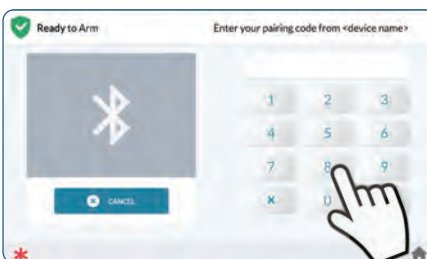 Ready to Arm
Enter your pairing code from <device name>
1 2 3
4 5 6
7 8 9
CANCEL
× 0